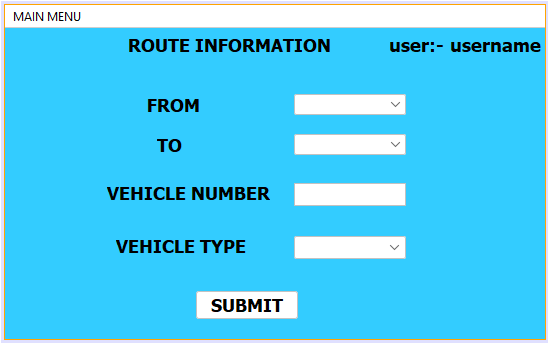 MAIN MENU
ROUTE INFORMATION user:- username
FROM
TO
VEHICLE NUMBER
VEHICLE TYPE
SUBMIT